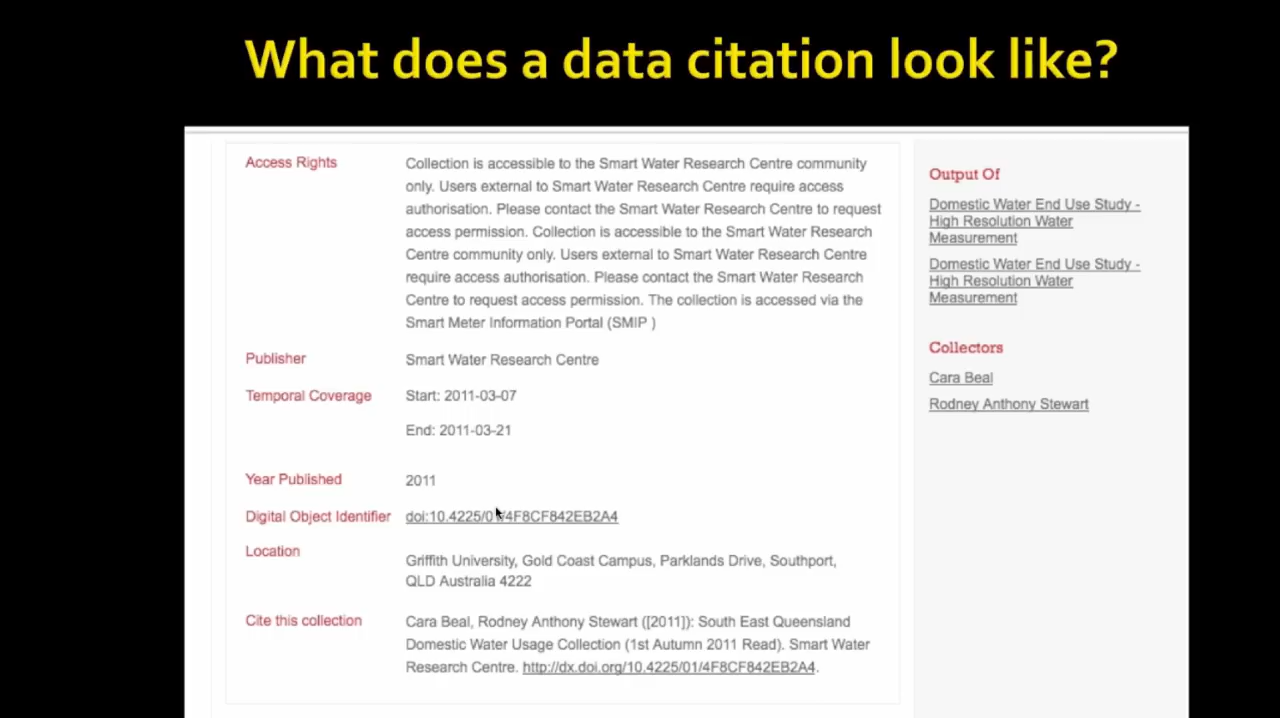 What does a data citation look like?
Access Rights
Collection is accessible to the Smart Water Research Centre community
only. Users external to Smart Water Research Centre require access
authorisation. Please contact the Smart Water Research Centre to request
access permission. Collection is accessible to the Smart Water Research
Centre community only. Users external to Smart Water Research Centre
require access authorisation. Please contact the Smart Water Research
Centre to request access permission. The collection is accessed via the
Smart Meter Information Portal (SMIP )
Publisher
Smart Water Research Centre
Temporal Coverage
Start: 2011-03-07
End: 2011-03-21
Year Published
2011
Digital Object Identifier
doi:10.4225/01/4F8CF842EB2A4
Location
Griffith University, Gold Coast Campus, Parklands Drive, Southport,
QLD Australia 4222
Cite this collection
Cara Beal, Rodney Anthony Stewart ([2011]): South East Queensland
Domestic Water Usage Collection (1st Autumn 2011 Read). Smart Water
Research Centre. http://dx.doi.org/10.4225/01/4F8CF842EB2A4.
Output Of
Domestic Water End Use Study -
High Resolution Water
Measurement
Domestic Water End Use Study -
High Resolution Water
Measurement
Collectors
Cara Beal
Rodney Anthony Stewart